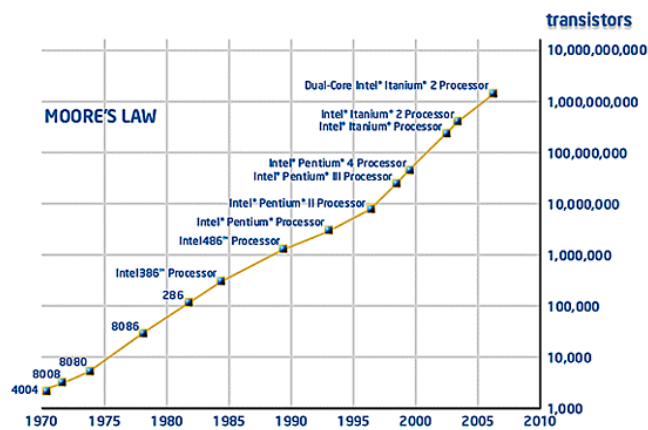 transistors
10,000,000,000
Dual-Core Intel® Itanium® 2 Processor
1,000,000,000
MOORE'S LAW
Intel® Itanium® 2 Processor
Intel® Itanium® Processor
100,000,000
Intel® Pentium® 4 Processor
Intel® Pentium® III Processor
Intel® Pentium® II Processor
10,000,000
Intel® Pentium® Processor
Intel486™ Processor
1,000,000
Intel386™ Processor
286
100,000
8086
8080
10,000
8008
4004
1,000
1970 1975 1980 1985 1990 1995 2000 2005 2010